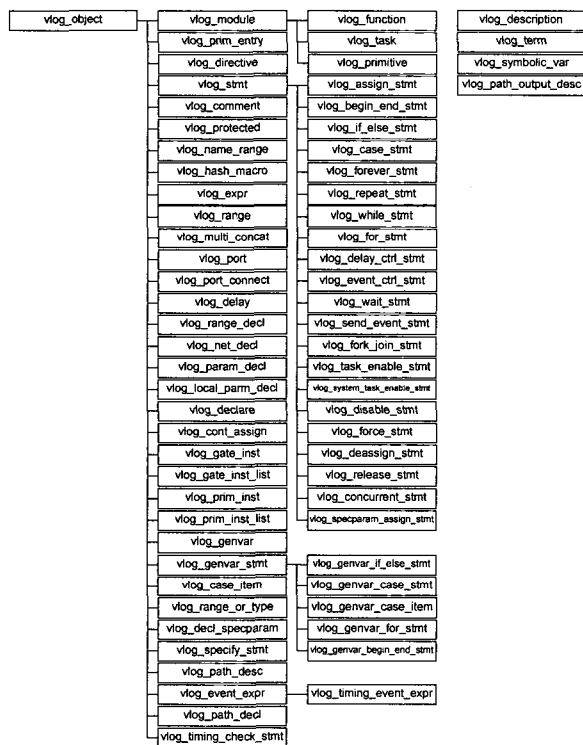 vlog_object
vlog_module
vlog_function
vlog_description
vlog_prim_entry
vlog_task
vlog_term
vlog_directive
vlog_primitive
vlog_symbolic_var
vlog_stmt
vlog_assign_stmt
vlog_path_output_desc
vlog_comment
vlog_begin_end_stmt
vlog_protected
vlog_if_else_stmt
vlog_name_range
vlog_case_stmt
vlog_hash_macro
vlog_forever_stmt
vlog_expr
vlog_repeat_stmt
vlog_range
vlog_while_stmt
vlog_multi_concat
vlog_for_stmt
vlog_port
vlog_delay_ctrl_stmt
vlog_port_connect
vlog_event_ctrl_stmt
vlog_delay
vlog_wait_stmt
vlog_range_decl
vlog_send_event_stmt
vlog_net_decl
vlog_fork_join_stmt
vlog_param_decl
vlog_task_enable_stmt
vlog_local_parm_decl
vlog_system_task_enable_stmt
vlog_declare
vlog_disable_stmt
vlog_cont_assign
vlog_force_stmt
vlog_gate_inst
vlog_deassign_stmt
vlog_gate_inst_list
vlog_release_stmt
vlog_prim_inst
vlog_concurrent_stmt
vlog_prim_inst_list
vlog_specparam_assign_stmt
vlog_genvar
vlog_genvar_stmt
vlog_genvar_if_else_stmt
vlog_case_item
vlog_genvar_case_stmt
vlog_range_or_type
vlog_genvar_case_item
vlog_decl_specparam
vlog_genvar_for_stmt
vlog_specify_stmt
vlog_genvar_begin_end_stmt
vlog_path_desc
vlog_event_expr
vlog_timing_event_expr
vlog_path_decl
vlog_timing_check_stmt